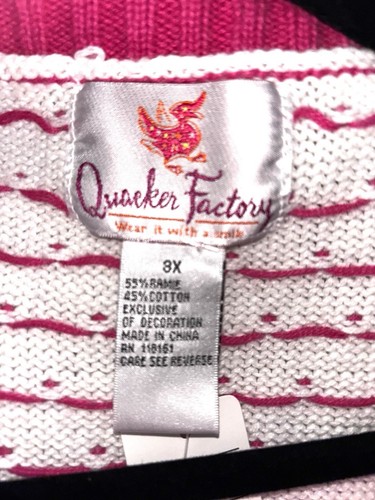 Quacker Factory
Wear it with a smile
3X
55%RAMIE
45%COTTON
EXCLUSIVE
OF DECORATION
MADE IN CHINA
RN 118161
CARE SEE REVERSE